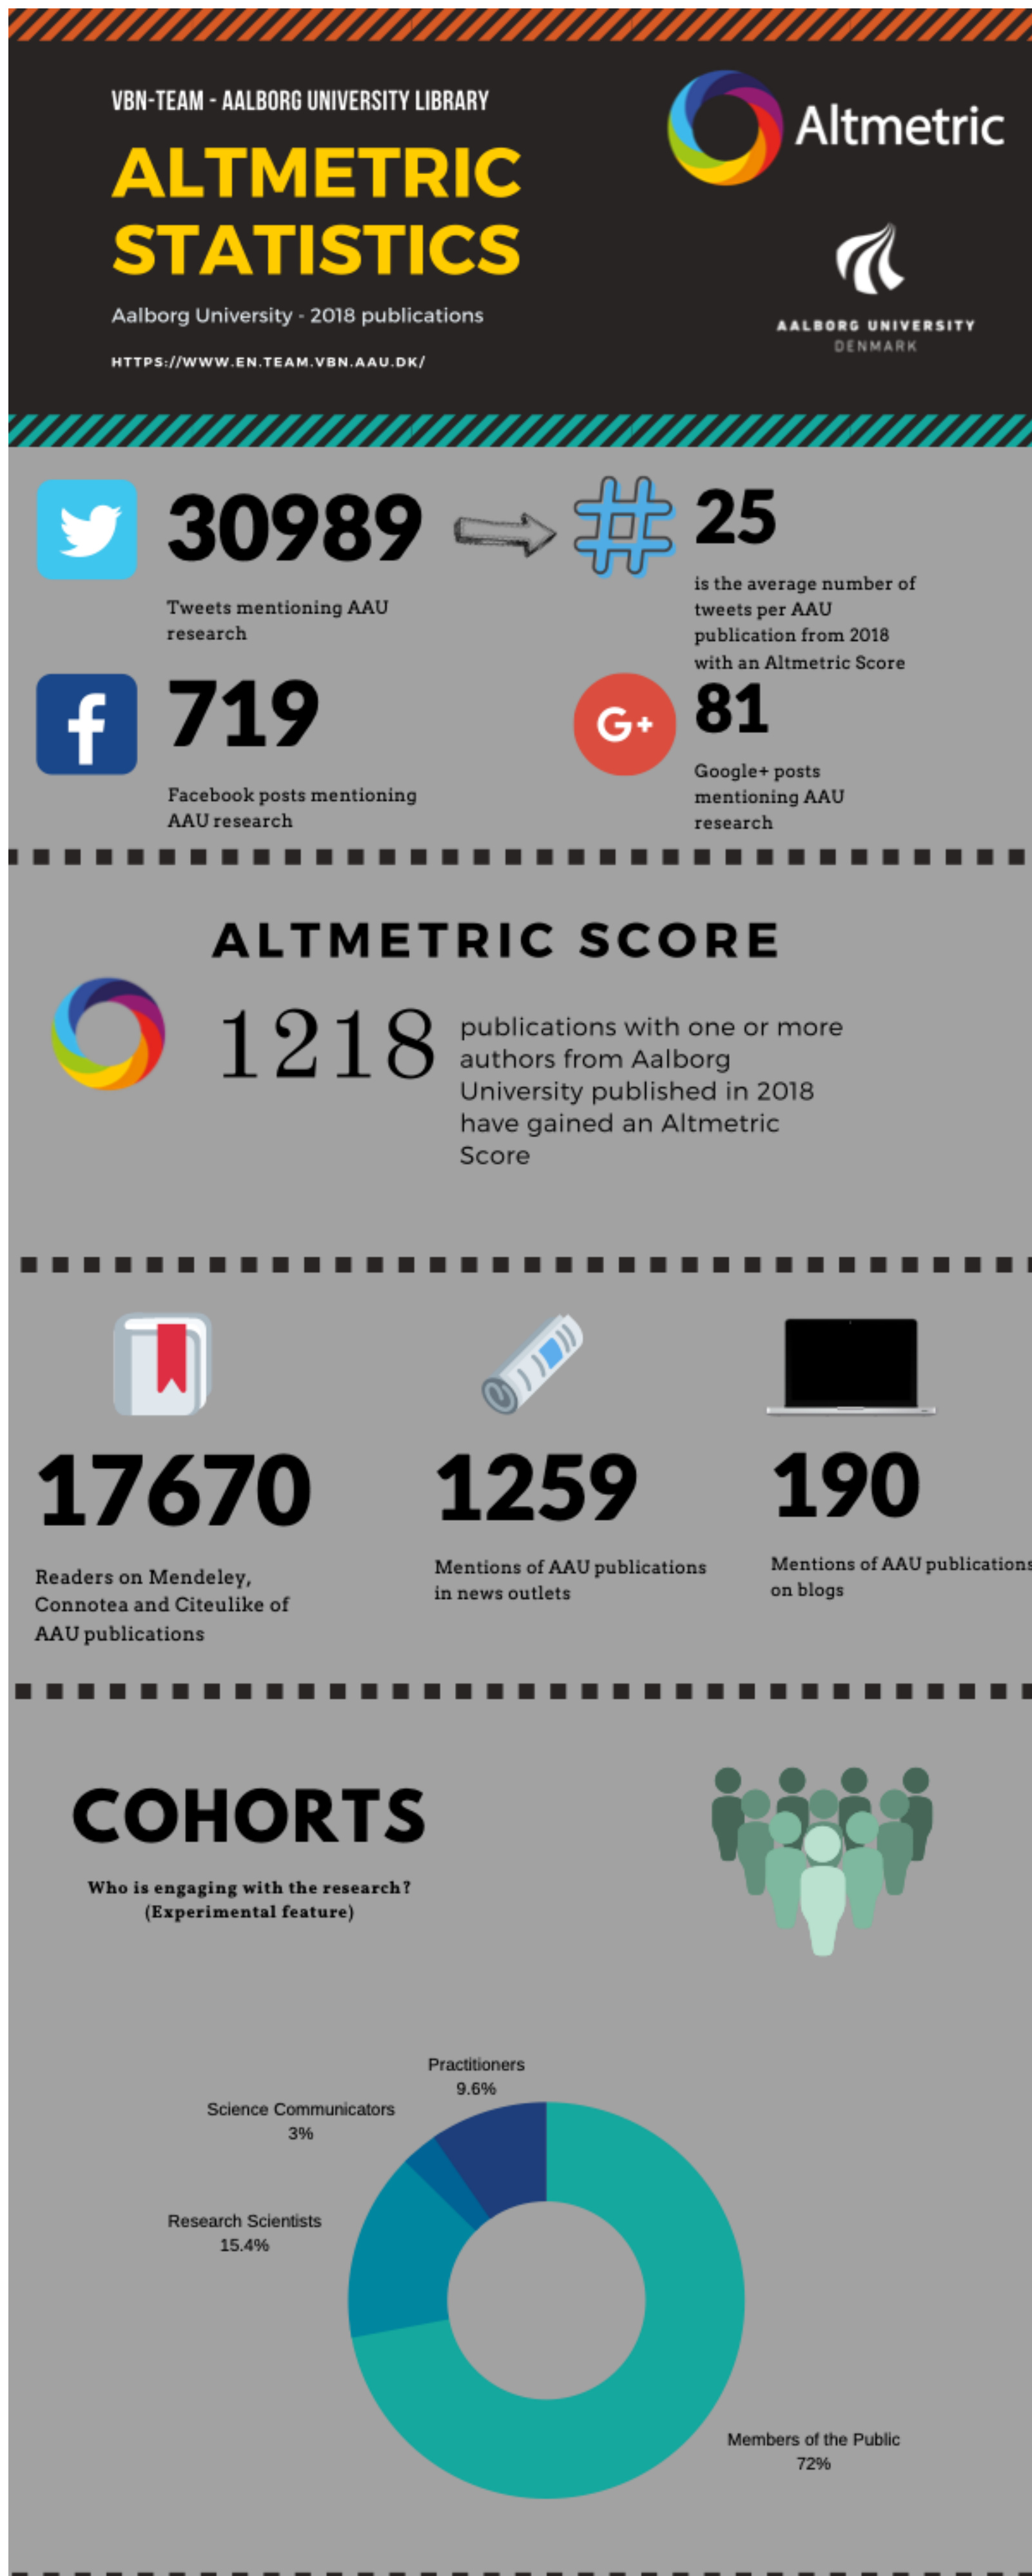 VBN-TEAM - AALBORG UNIVERSITY LIBRARY
ALTMETRIC
STATISTICS
Aalborg University - 2018 publications
HTTPS://WWW.EN.TEAM.VBN.AAU.DK/
Altmetric
AALBORG UNIVERSITY
DENMARK
30989
Tweets mentioning AAU
research
#
25
is the average number of
tweets per AAU
publication from 2018
with an Altmetric Score
f
719
Facebook posts mentioning
AAU research
G+
81
Google+ posts
mentioning AAU
research
ALTMETRIC SCORE
1218
publications with one or more
authors from Aalborg
University published in 2018
have gained an Altmetric
Score
17670
Readers on Mendeley,
Connotea and Citeulike of
AAU publications
1259
Mentions of AAU publications
in news outlets
190
Mentions of AAU publications
on blogs
COHORTS
Who is engaging with the research?
(Experimental feature)
Practitioners
9.6%
Science Communicators
3%
Research Scientists
15.4%
Members of the Public
72%